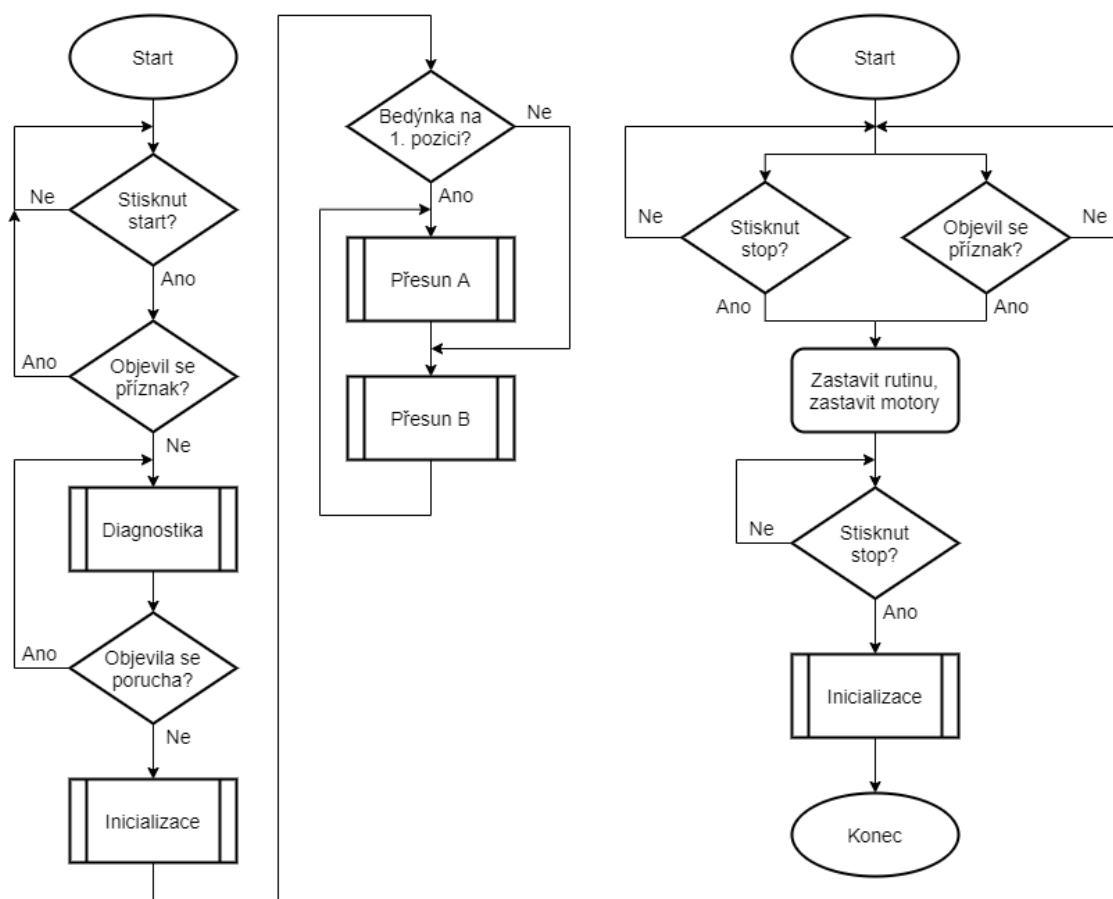 Start
Ne
Stisknut
start?
Ano
Ano
Objevil se
příznak?
Ne
Diagnostika
Ano
Objevila se
porucha?
Ne
Inicializace
Bedýnka na
1. pozici?
Ne
Ano
Přesun A
Přesun B
Start
Ne
Stisknut
stop?
Objevil se
příznak?
Ne
Ano
Ano
Zastavit rutinu,
zastavit motory
Ne
Stisknut
stop?
Ano
Inicializace
Konec